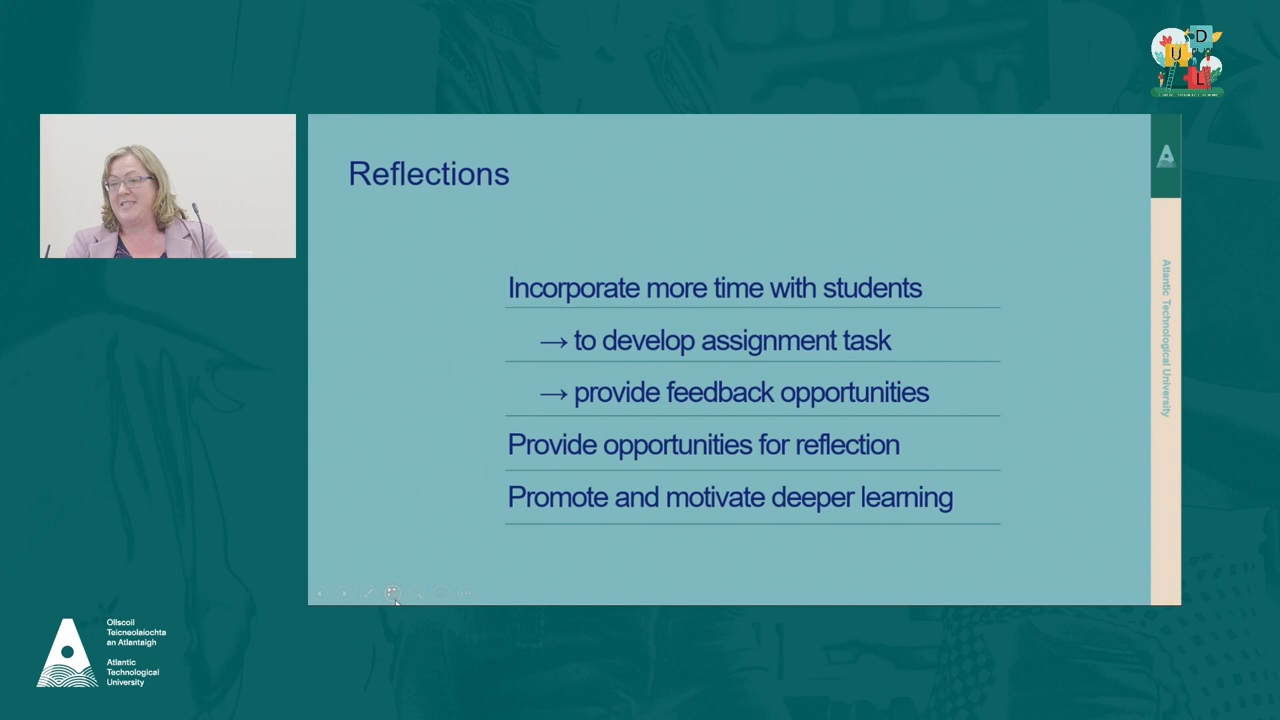 U
D
L
Reflections
Incorporate more time with students
→ to develop assignment task
→ provide feedback opportunities
Provide opportunities for reflection
Promote and motivate deeper learning
Atlantic Technological University
Ollscoil
Teicneolaíochta
an Atlantaigh
Atlantic
Technological
University